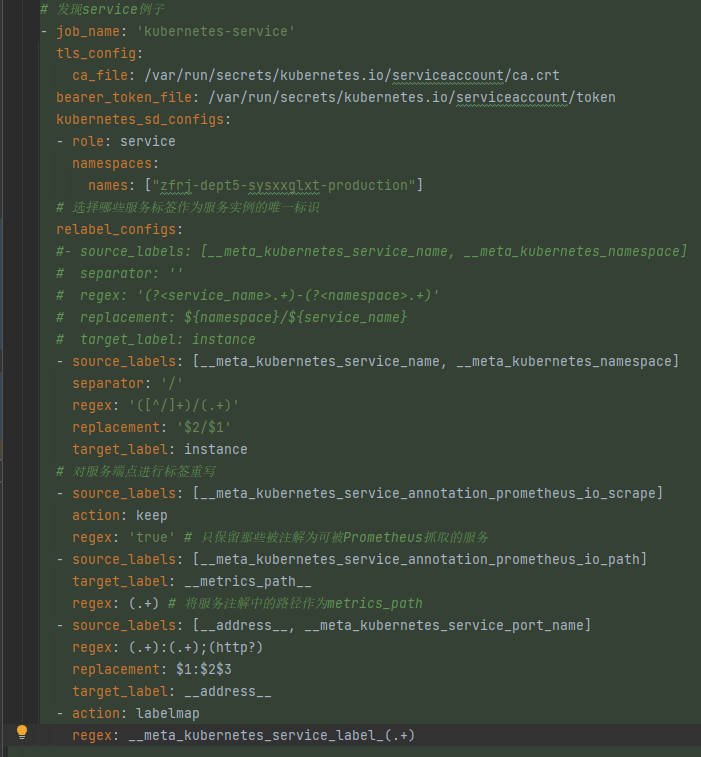 # 发现service例子
- job_name: 'kubernetes-service'
  tls_config:
    ca_file: /var/run/secrets/kubernetes.io/serviceaccount/ca.crt
  bearer_token_file: /var/run/secrets/kubernetes.io/serviceaccount/token
  kubernetes_sd_configs:
  - role: service
    namespaces:
      names: ["zfrj-dept5-sysxxglxt-production"]
  # 选择哪些服务标签作为服务实例的唯一标识
  relabel_configs:
  #- source_labels: [__meta_kubernetes_service_name, __meta_kubernetes_namespace]
  #  separator: ''
  #  regex: '(?<service_name>.+)-(?<namespace>.+)'
  #  replacement: ${namespace}/${service_name}
  #  target_label: instance
  - source_labels: [__meta_kubernetes_service_name, __meta_kubernetes_namespace]
    separator: '/'
    regex: '([^/]+)/(.+)'
    replacement: '$2/$1'
    target_label: instance
  # 对服务端点进行标签重写
  - source_labels: [__meta_kubernetes_service_annotation_prometheus_io_scrape]
    action: keep
    regex: 'true' # 只保留那些被注解为可被Prometheus抓取的服务
  - source_labels: [__meta_kubernetes_service_annotation_prometheus_io_path]
    target_label: __metrics_path__
    regex: (.+) # 将服务注解中的路径作为metrics_path
  - source_labels: [__address__, __meta_kubernetes_service_port_name]
    regex: (.+):(.+);(http?)
    replacement: $1:$2$3
    target_label: __address__
  - action: labelmap
    regex: __meta_kubernetes_service_label_(.+)